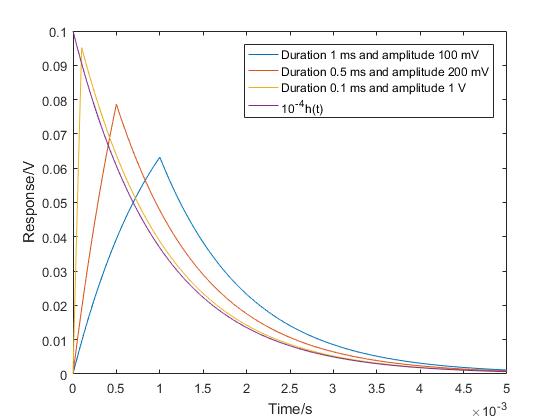 0.1
0.09
0.08
0.07
0.06
0.05
0.04
0.03
0.02
0.01
0
Response/V
Duration 1 ms and amplitude 100 mV
Duration 0.5 ms and amplitude 200 mV
Duration 0.1 ms and amplitude 1 V
10⁻⁴h(t)
0 0.5 1 1.5 2 2.5 3 3.5 4 4.5 5
Time/s
×10⁻³